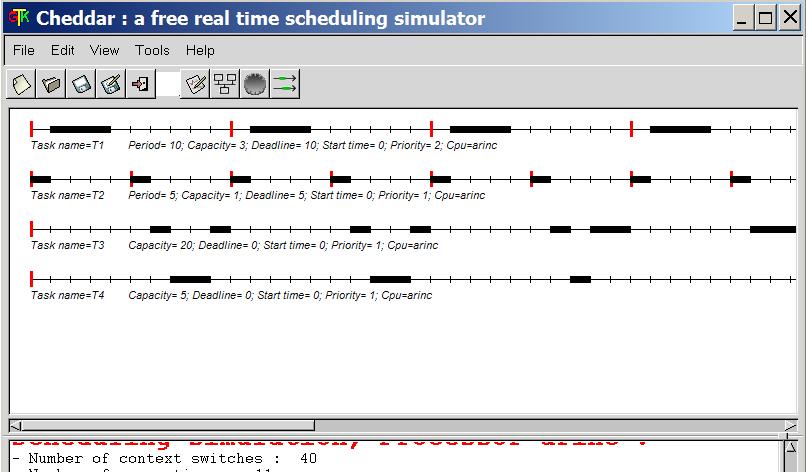 Cheddar : a free real time scheduling simulator
File Edit View Tools Help
Task name=T1 Period= 10; Capacity= 3; Deadline= 10; Start time= 0; Priority= 2; Cpu=arinc
Task name=T2 Period= 5; Capacity= 1; Deadline= 5; Start time= 0; Priority= 1; Cpu=arinc
Task name=T3 Capacity= 20; Deadline= 0; Start time= 0; Priority= 1; Cpu=arinc
Task name=T4 Capacity= 5; Deadline= 0; Start time= 0; Priority= 1; Cpu=arinc
Scheduling simulation, Processor arinc :
- Number of context switches : 40